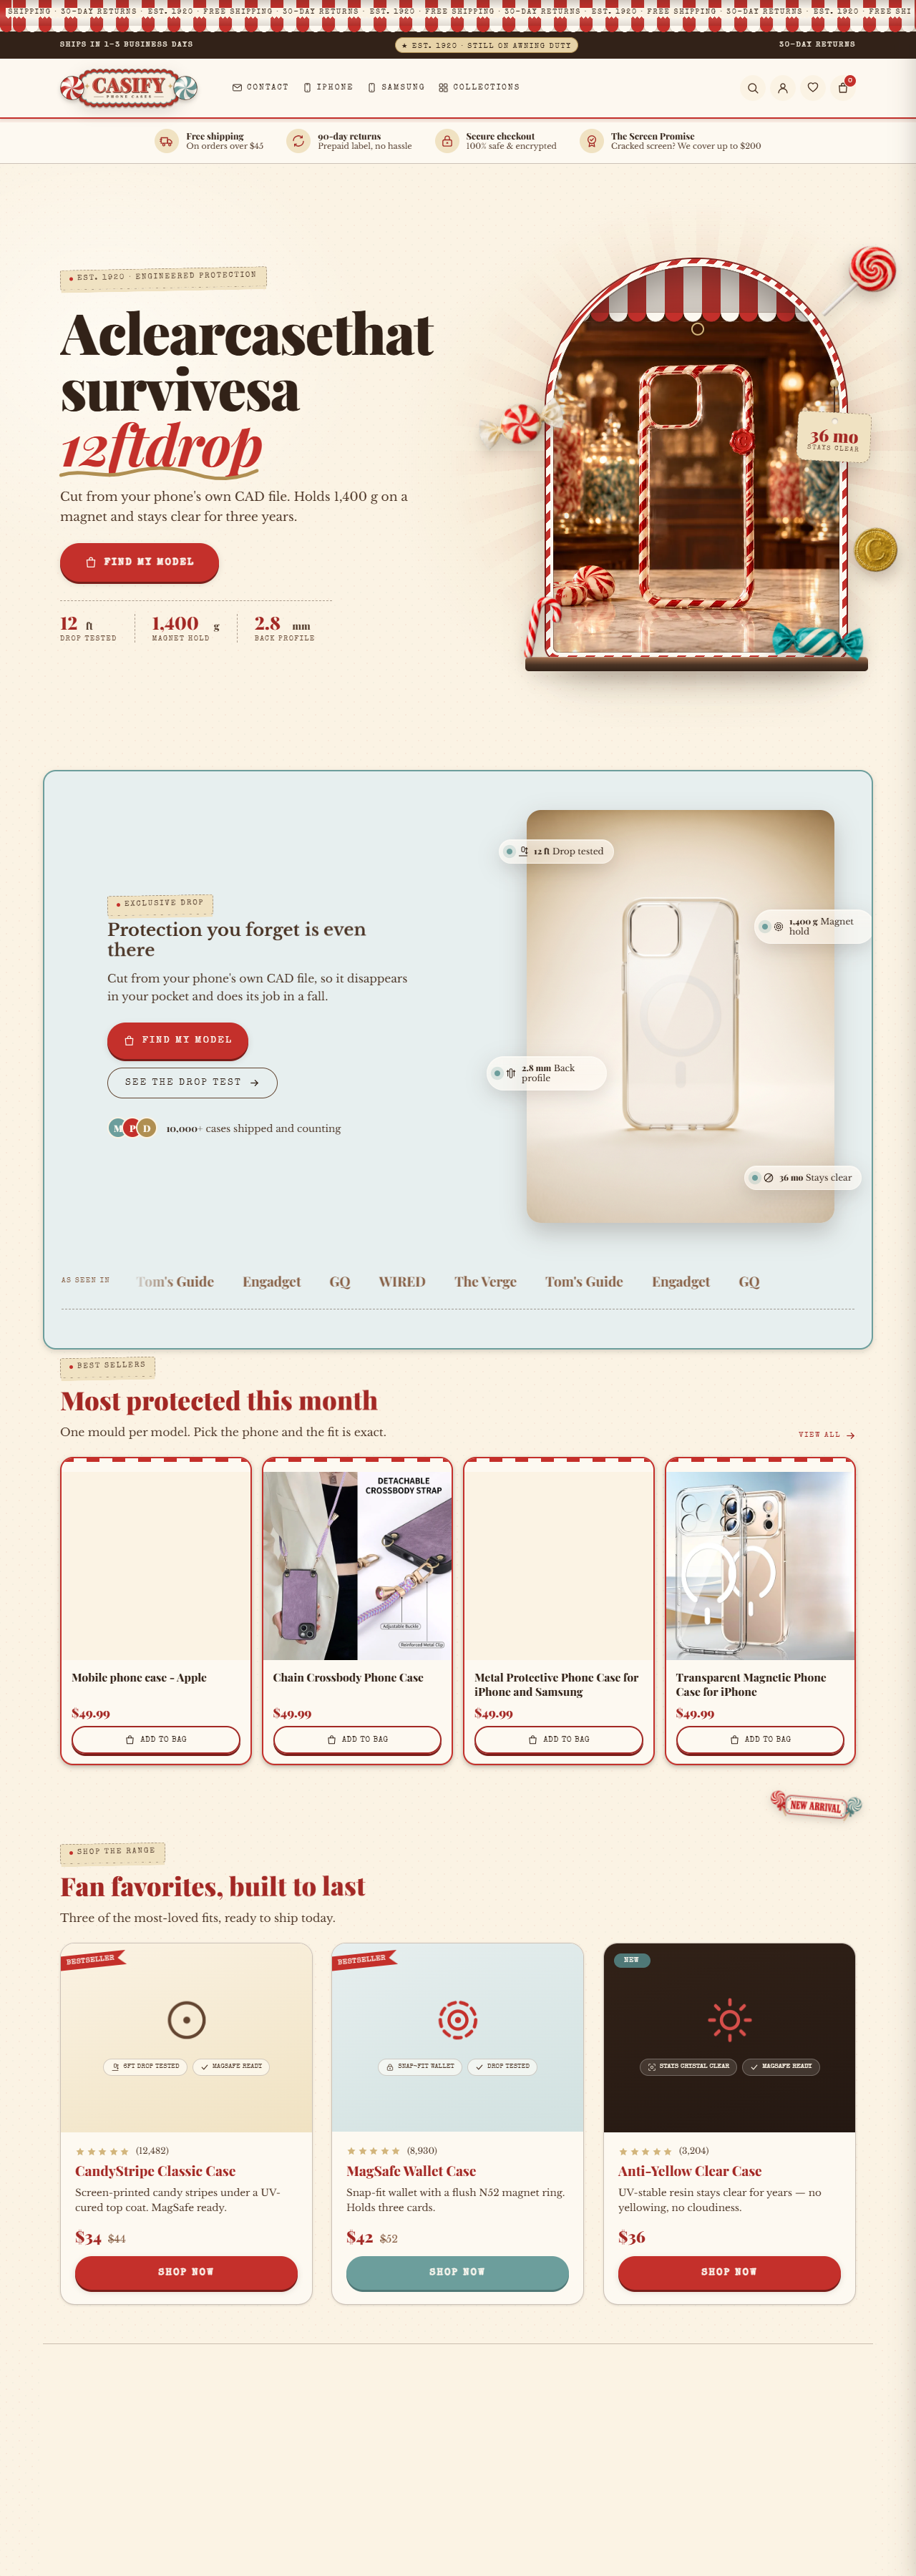 SHIPPING · 30-DAY RETURNS · EST. 1920 · FREE SHIPPING · 30-DAY RETURNS · EST. 1920 · FREE SHIPPING · 30-DAY RETURNS · EST. 1920 · FREE SHIPPING · 30-DAY RETURNS · EST. 1920 · FREE SHI
SHIPS IN 1-3 BUSINESS DAYS
★ EST. 1920 · STILL ON AWNING DUTY
30-DAY RETURNS
CASIFY
PHONE CASES
CONTACT
IPHONE
SAMSUNG
COLLECTIONS
0
Free shipping
On orders over $45
90-day returns
Prepaid label, no hassle
Secure checkout
100% safe & encrypted
The Screen Promise
Cracked screen? We cover up to $200
EST. 1920 · ENGINEERED PROTECTION
Aclearcasethat
survivesa
12ftdrop
Cut from your phone's own CAD file. Holds 1,400 g on a
magnet and stays clear for three years.
FIND MY MODEL
12 ft
DROP TESTED
1,400 g
MAGNET HOLD
2.8 mm
BACK PROFILE
36 mo
STAYS CLEAR
C
EXCLUSIVE DROP
Protection you forget is even
there
Cut from your phone's own CAD file, so it disappears
in your pocket and does its job in a fall.
FIND MY MODEL
SEE THE DROP TEST
M P D
10,000+ cases shipped and counting
12 ft Drop tested
1,400 g Magnet
hold
2.8 mm Back
profile
36 mo Stays clear
AS SEEN IN
Tom's Guide
Engadget
GQ
WIRED
The Verge
Tom's Guide
Engadget
GQ
BEST SELLERS
Most protected this month
One mould per model. Pick the phone and the fit is exact.
VIEW ALL
DETACHABLE
CROSSBODY STRAP
Adjustable Buckle
Reinforced Metal Clip
Mobile phone case - Apple
$49.99
ADD TO BAG
Chain Crossbody Phone Case
$49.99
ADD TO BAG
Metal Protective Phone Case for
iPhone and Samsung
$49.99
ADD TO BAG
Transparent Magnetic Phone
Case for iPhone
$49.99
ADD TO BAG
NEW ARRIVAL
SHOP THE RANGE
Fan favorites, built to last
Three of the most-loved fits, ready to ship today.
BESTSELLER
6FT DROP TESTED
MAGSAFE READY
(12,482)
CandyStripe Classic Case
Screen-printed candy stripes under a UV-
cured top coat. MagSafe ready.
$34 $44
SHOP NOW
BESTSELLER
SNAP-FIT WALLET
DROP TESTED
(8,930)
MagSafe Wallet Case
Snap-fit wallet with a flush N52 magnet ring.
Holds three cards.
$42 $52
SHOP NOW
NEW
STAYS CRYSTAL CLEAR
MAGSAFE READY
(3,204)
Anti-Yellow Clear Case
UV-stable resin stays clear for years — no
yellowing, no cloudiness.
$36
SHOP NOW